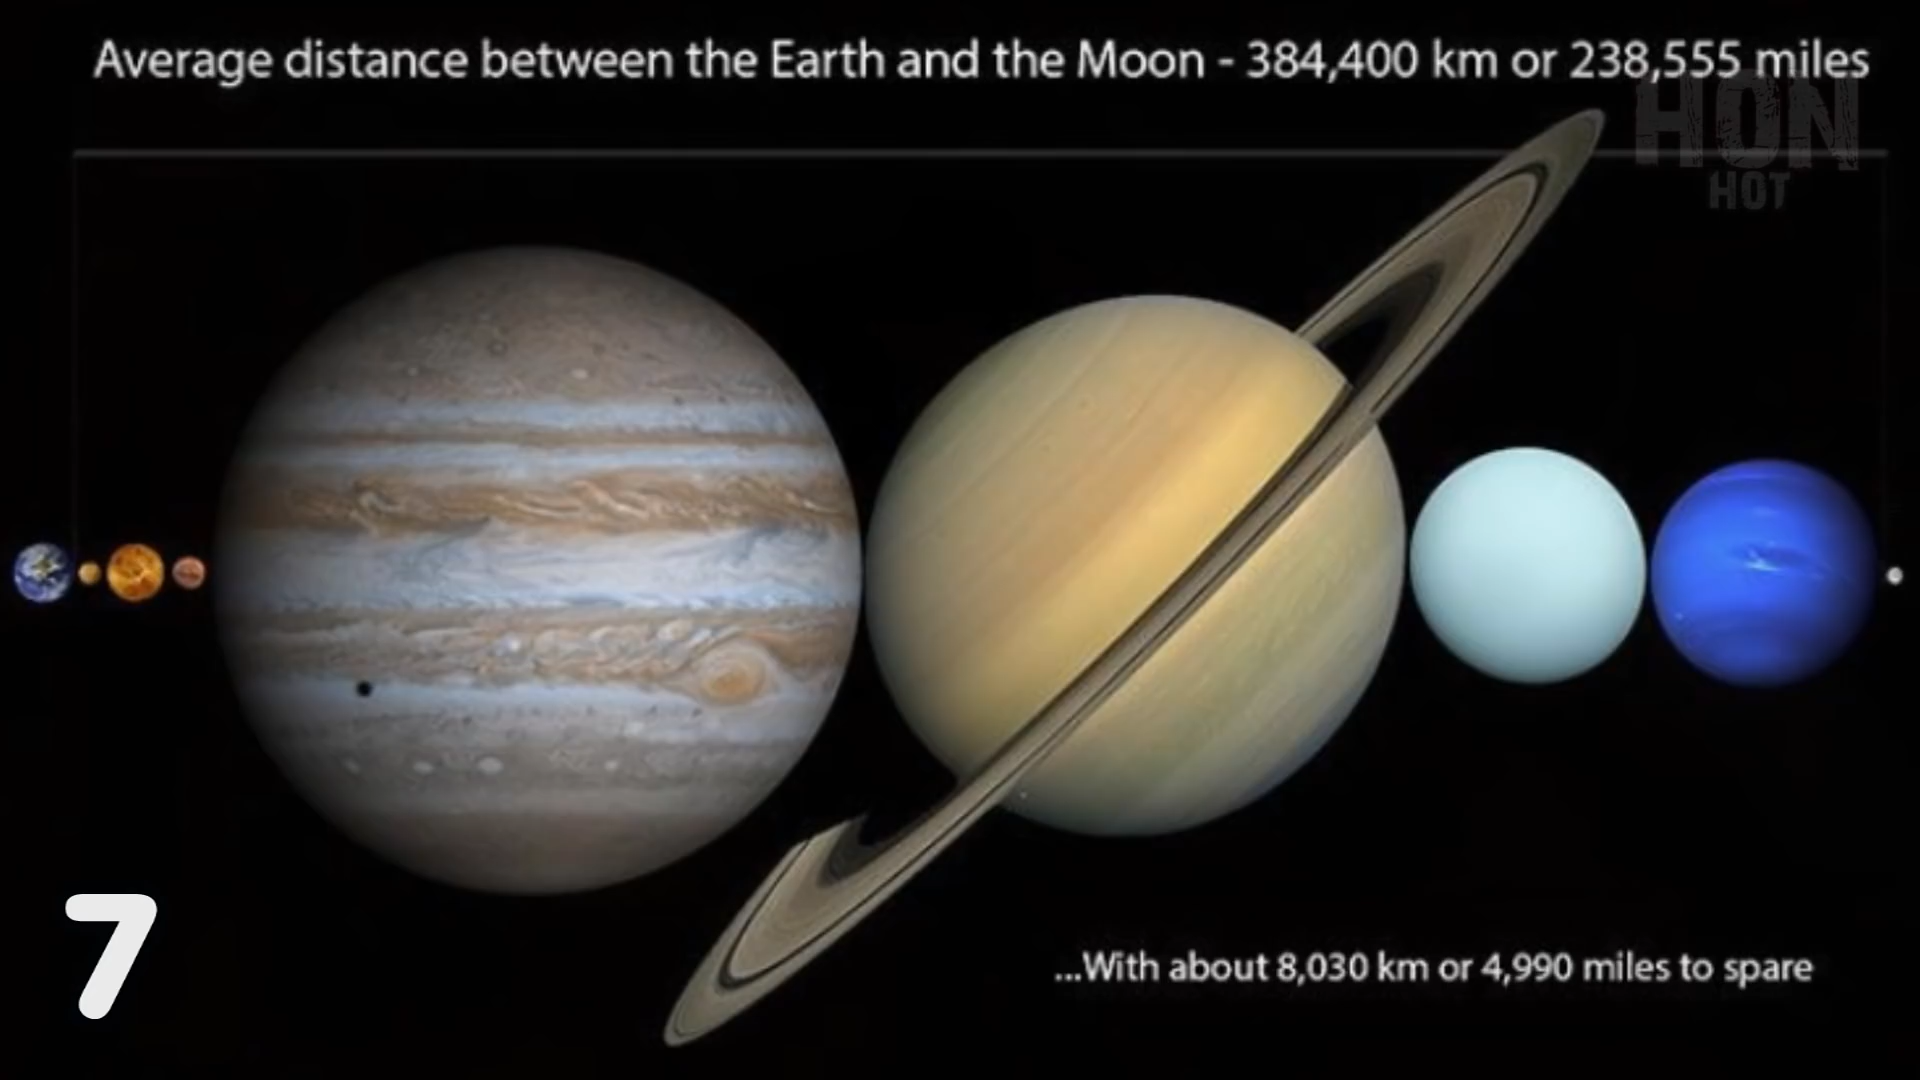 Average distance between the Earth and the Moon - 384,400 km or 238,555 miles
HON
HOT
7
...With about 8,030 km or 4,990 miles to spare